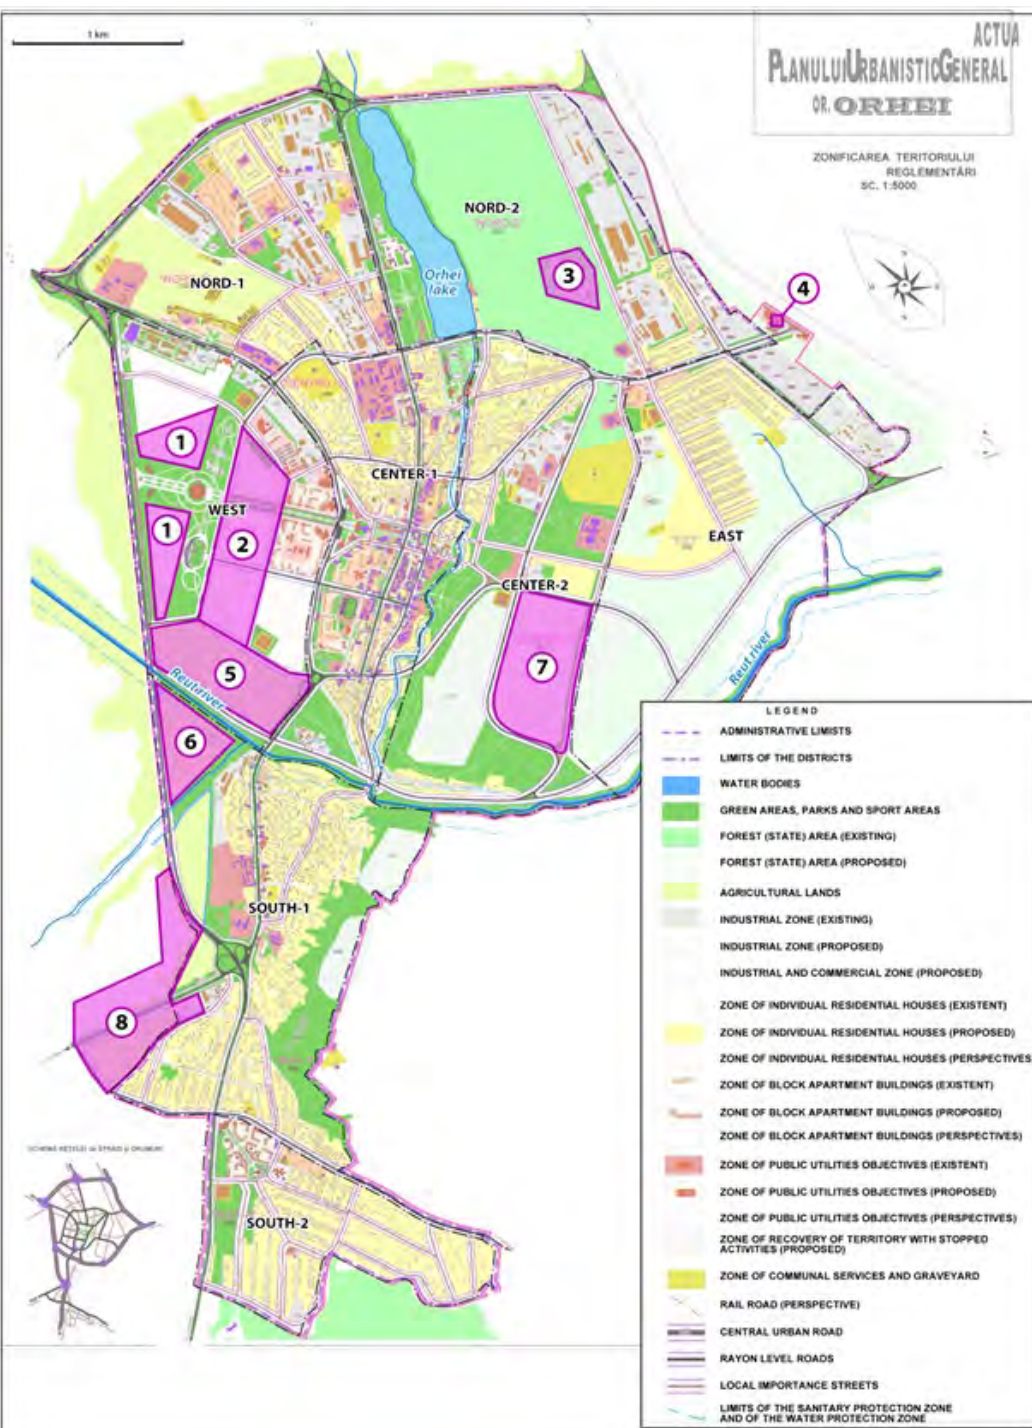 1 km
ACTUA
PLANULUI URBANISTIC GENERAL
OR. ORHEI
ZONIFICAREA TERITORIULUI
REGLEMENTĂRI
SC. 1:5000
NORD-2
Orhei
lake
NORD-1
3
4
1
CENTER-1
WEST
1
2
EAST
CENTER-2
5
7
Reut river
Reut river
6
SOUTH-1
8
SOUTH-2
LEGEND
ADMINISTRATIVE LIMISTS
LIMITS OF THE DISTRICTS
WATER BODIES
GREEN AREAS, PARKS AND SPORT AREAS
FOREST (STATE) AREA (EXISTING)
FOREST (STATE) AREA (PROPOSED)
AGRICULTURAL LANDS
INDUSTRIAL ZONE (EXISTING)
INDUSTRIAL ZONE (PROPOSED)
INDUSTRIAL AND COMMERCIAL ZONE (PROPOSED)
ZONE OF INDIVIDUAL RESIDENTIAL HOUSES (EXISTENT)
ZONE OF INDIVIDUAL RESIDENTIAL HOUSES (PROPOSED)
ZONE OF INDIVIDUAL RESIDENTIAL HOUSES (PERSPECTIVES
ZONE OF BLOCK APARTMENT BUILDINGS (EXISTENT)
ZONE OF BLOCK APARTMENT BUILDINGS (PROPOSED)
ZONE OF BLOCK APARTMENT BUILDINGS (PERSPECTIVES)
ZONE OF PUBLIC UTILITIES OBJECTIVES (EXISTENT)
ZONE OF PUBLIC UTILITIES OBJECTIVES (PROPOSED)
ZONE OF PUBLIC UTILITIES OBJECTIVES (PERSPECTIVES)
ZONE OF RECOVERY OF TERRITORY WITH STOPPED
ACTIVITIES (PROPOSED)
ZONE OF COMMUNAL SERVICES AND GRAVEYARD
RAIL ROAD (PERSPECTIVE)
CENTRAL URBAN ROAD
RAYON LEVEL ROADS
LOCAL IMPORTANCE STREETS
LIMITS OF THE SANITARY PROTECTION ZONE
AND OF THE WATER PROTECTION ZONE